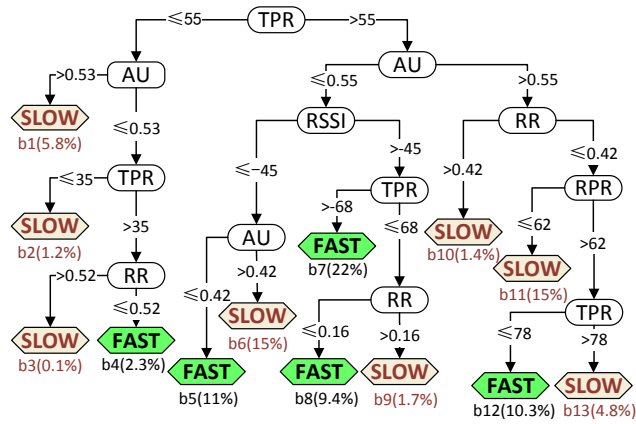 ≤55 TPR >55
>0.53 AU ≤0.55 AU >0.55
SLOW ≤0.53 RSSI RR
b1(5.8%)
≤35 TPR ≤-45 >-45 >0.42 ≤0.42
>35 TPR RPR
SLOW >-68
b2(1.2%) AU FAST ≤68 SLOW ≤62 >62
>0.52 RR ≤0.42 >0.42 b7(22%) b10(1.4%) SLOW
≤0.52 RR b11(15%)
SLOW ≤0.16 >0.16 TPR
SLOW FAST b6(15%) ≤78 >78
b3(0.1%) b4(2.3%) FAST FAST SLOW FAST SLOW
b5(11%) b8(9.4%) b9(1.7%) b12(10.3%) b13(4.8%)